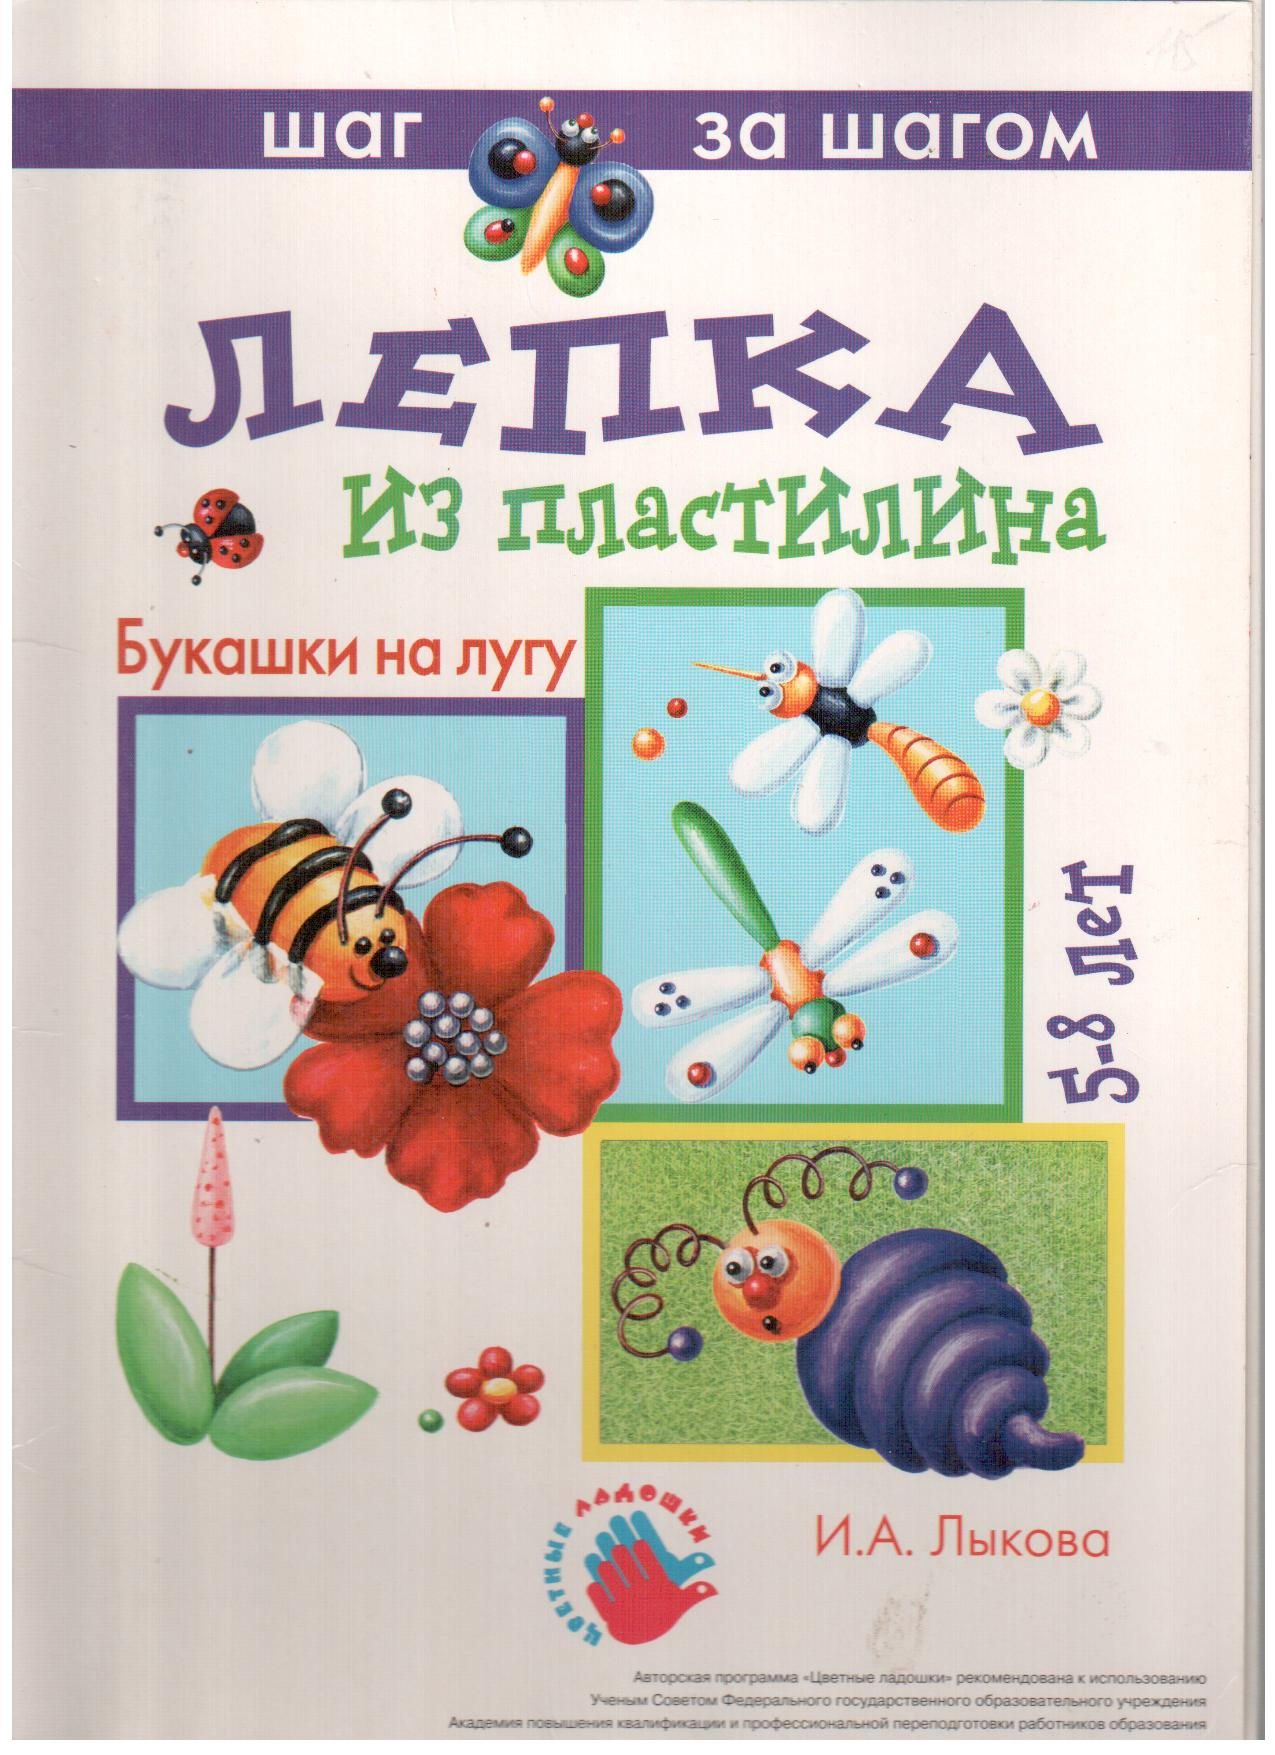 шаг за шагом
Лепка
из пластилина
Букашки на лугу
5-8 лет
Цветные ладошки
И.А. Лыкова
Авторская программа «Цветные ладошки» рекомендована к использованию
Ученым Советом Федерального государственного образовательного учреждения
Академия повышения квалификации и профессиональной переподготовки работников образования